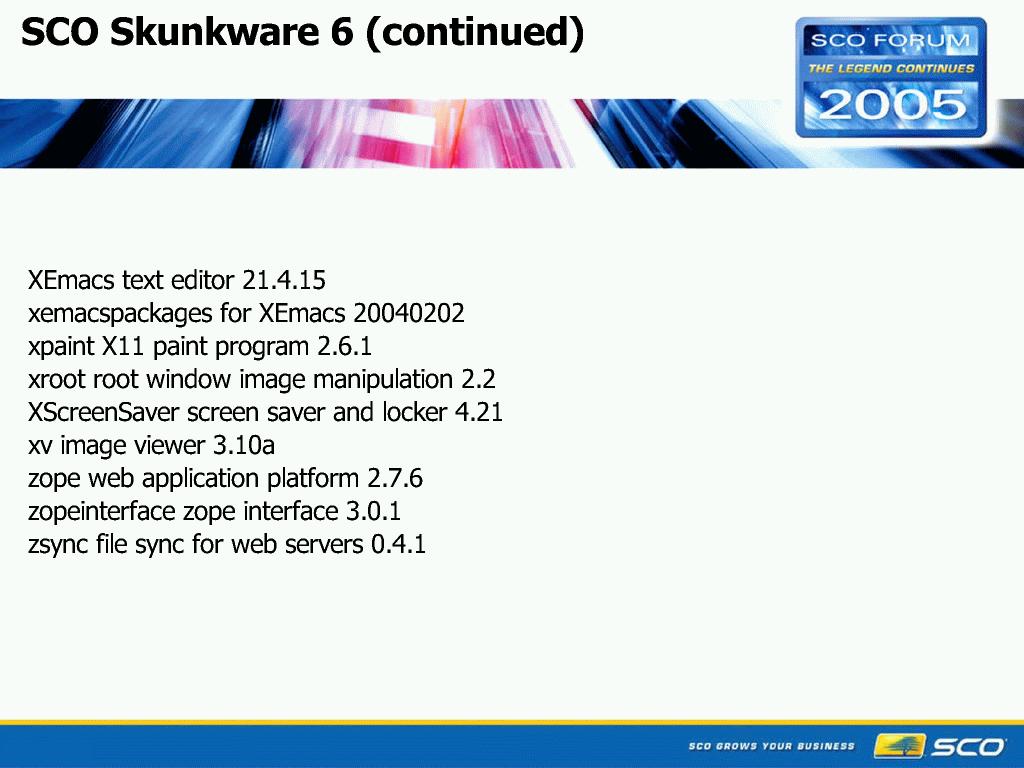 SCO Skunkware 6 (continued)
SCO FORUM
THE LEGEND CONTINUES
2005
XEmacs text editor 21.4.15
xemacspackages for XEmacs 20040202
xpaint X11 paint program 2.6.1
xroot root window image manipulation 2.2
XScreenSaver screen saver and locker 4.21
xv image viewer 3.10a
zope web application platform 2.7.6
zopeinterface zope interface 3.0.1
zsync file sync for web servers 0.4.1
SCO GROWS YOUR BUSINESS
SCO